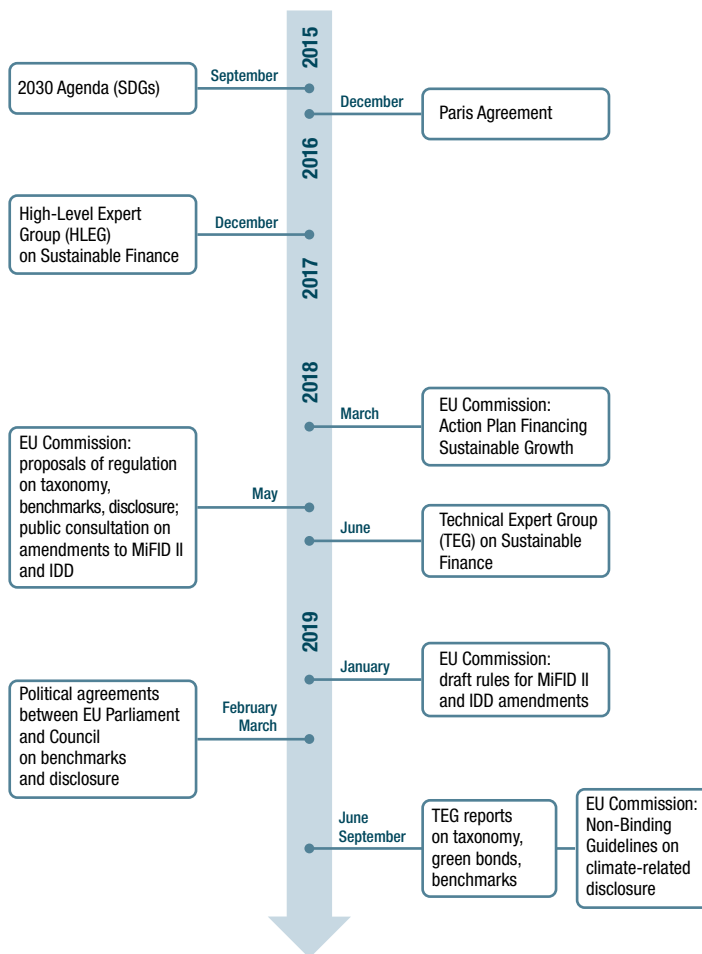 2015
September
2030 Agenda (SDGs)
December
Paris Agreement
2016
December
High-Level Expert
Group (HLEG)
on Sustainable Finance
2017
2018
March
EU Commission:
Action Plan Financing
Sustainable Growth
May
EU Commission:
proposals of regulation
on taxonomy,
benchmarks, disclosure;
public consultation on
amendments to MiFID II
and IDD
June
Technical Expert Group
(TEG) on Sustainable
Finance
2019
January
EU Commission:
draft rules for MiFID II
and IDD amendments
February
March
Political agreements
between EU Parliament
and Council
on benchmarks
and disclosure
June
September
TEG reports
on taxonomy,
green bonds,
benchmarks
EU Commission:
Non-Binding
Guidelines on
climate-related
disclosure